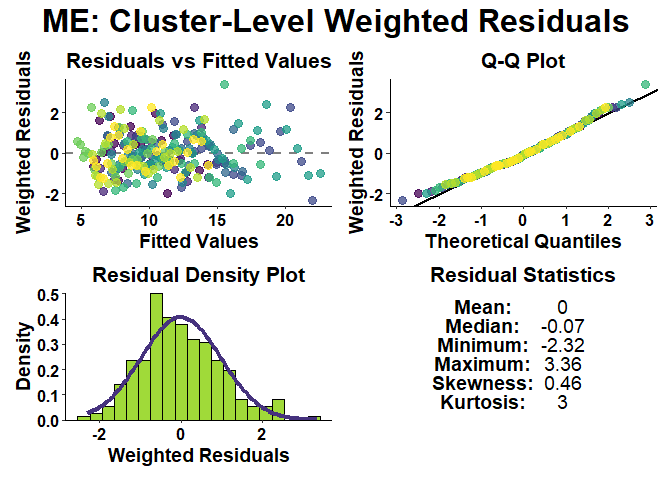 ME: Cluster-Level Weighted Residuals
Residuals vs Fitted Values
Weighted Residuals
2
0
-2
5 10 15 20
Fitted Values
Q-Q Plot
Weighted Residuals
2
0
-2
-3 -2 -1 0 1 2 3
Theoretical Quantiles
Residual Density Plot
Density
0.5
0.4
0.3
0.2
0.1
0.0
-2 0 2
Weighted Residuals
Residual Statistics
Mean: 0
Median: -0.07
Minimum: -2.32
Maximum: 3.36
Skewness: 0.46
Kurtosis: 3